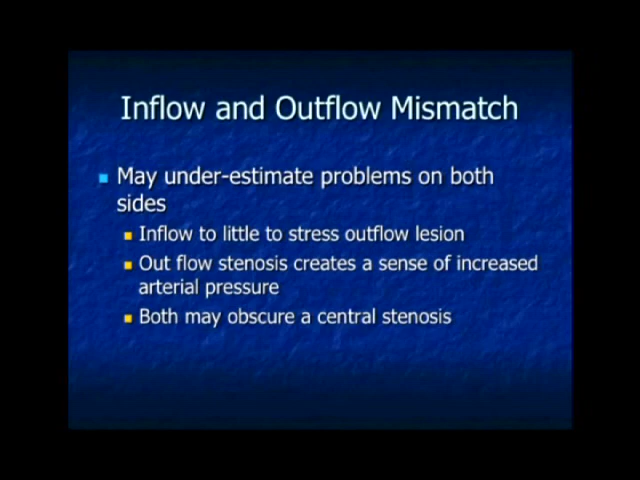 Inflow and Outflow Mismatch
May under-estimate problems on both
sides
Inflow to little to stress outflow lesion
Out flow stenosis creates a sense of increased
arterial pressure
Both may obscure a central stenosis